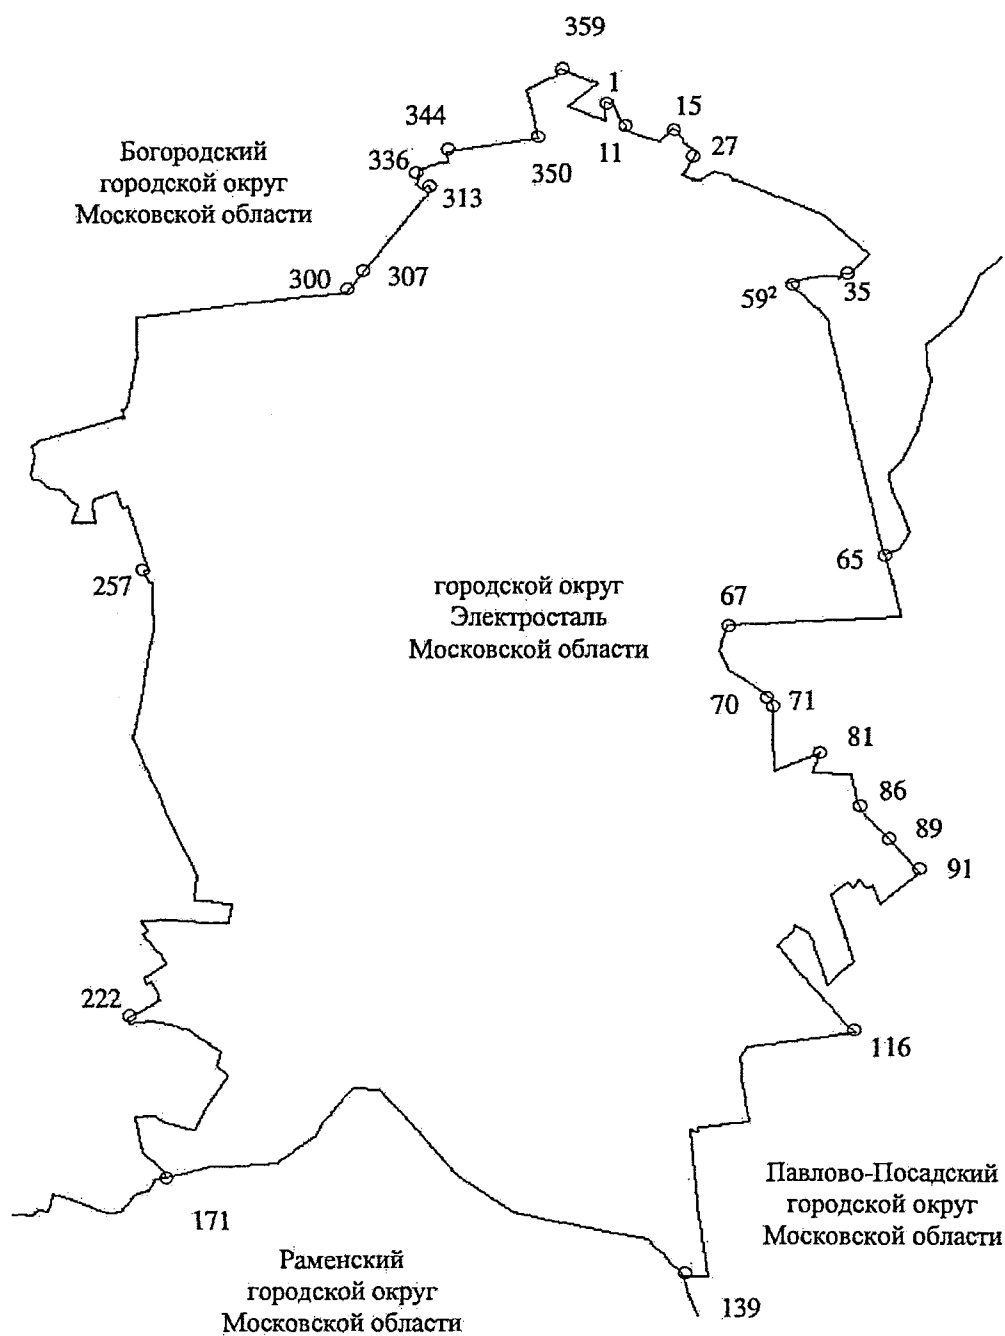 359
1
15
344
11
27
350
Богородский
городской округ
Московской области
336
313
300
307
59²
35
65
257
городской округ
Электросталь
Московской области
67
70
71
81
86
89
91
222
116
171
Павлово-Посадский
городской округ
Московской области
Раменский
городской округ
Московской области
139